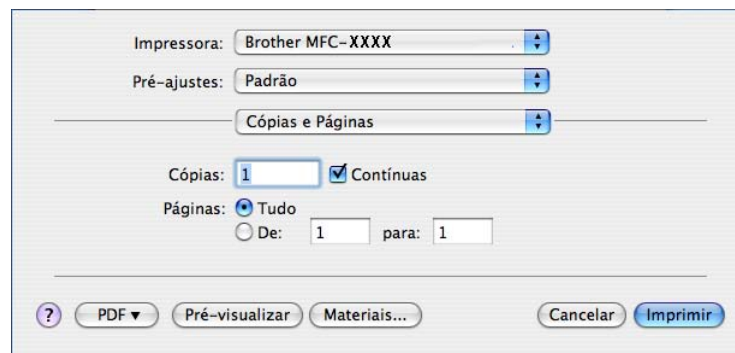 Impressora: Brother MFC-XXXX
Pré-ajustes: Padrão
Cópias e Páginas
Cópias: 1 Contínuas
Páginas: Tudo
De: 1 para: 1
? PDF ▼ Pré-visualizar Materiais... Cancelar Imprimir